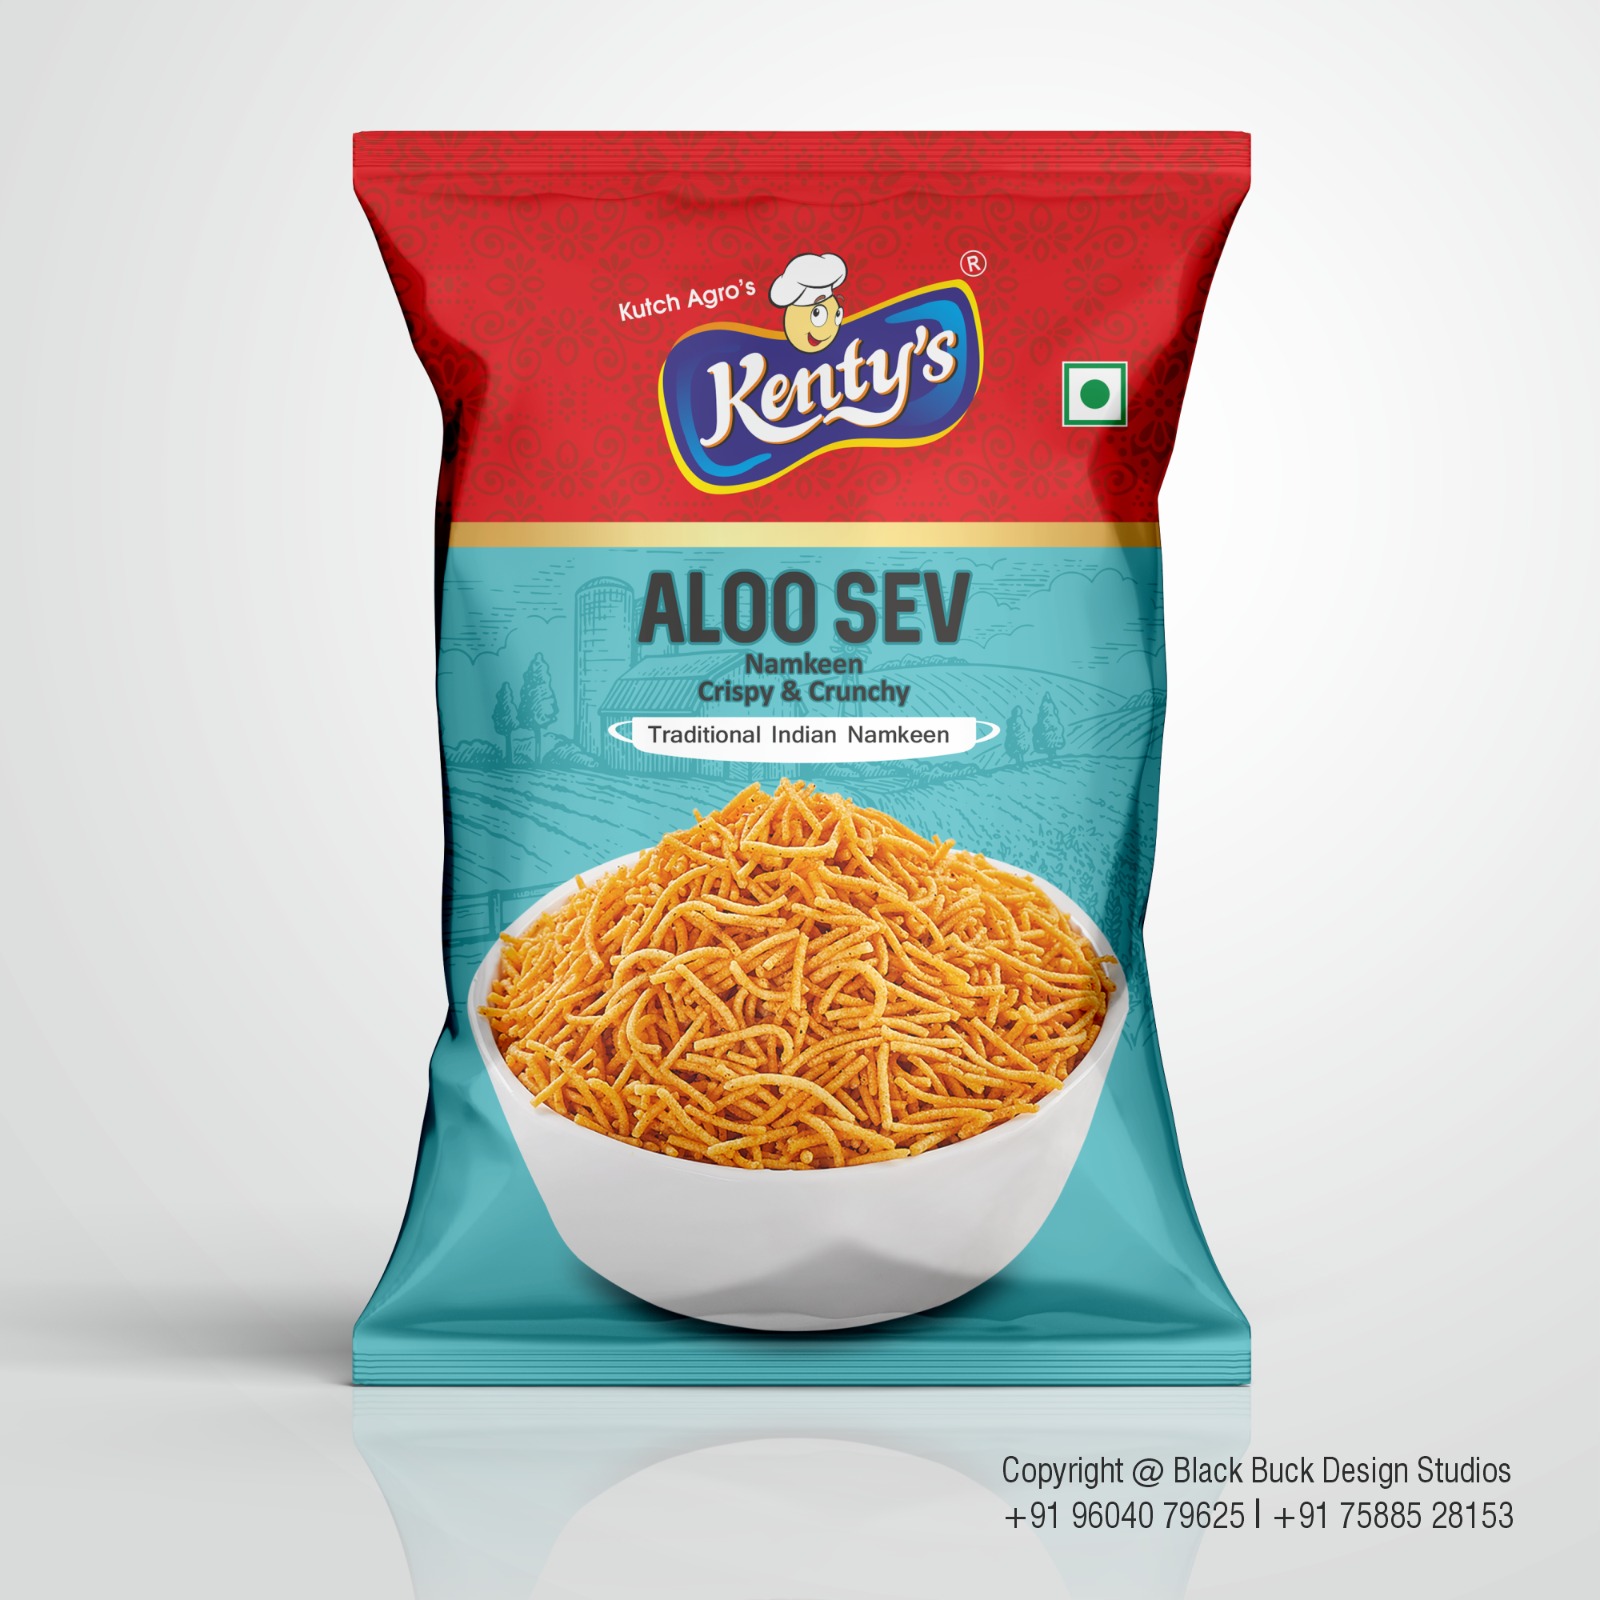 Kutch Agro's
®
Kenty's
ALOO SEV
Namkeen
Crispy & Crunchy
Traditional Indian Namkeen
Copyright @ Black Buck Design Studios
+91 96040 79625 | +91 75885 28153